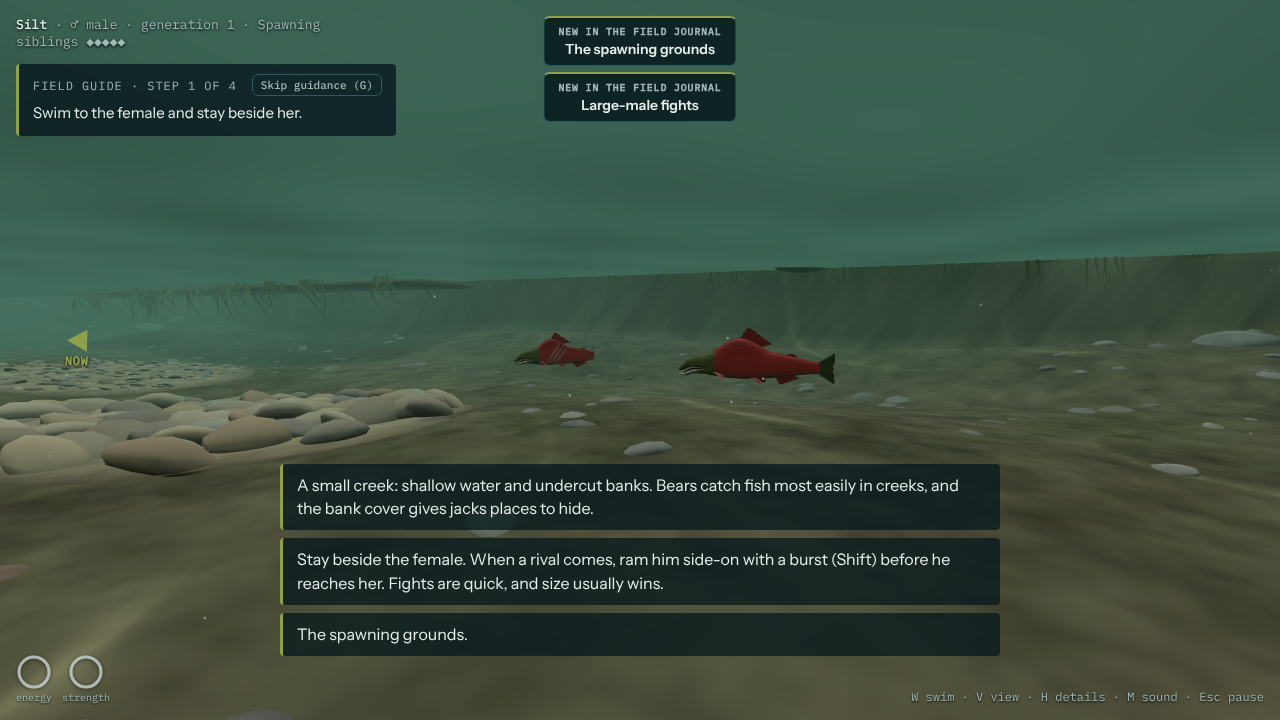 Silt · ♂ male · generation 1 · Spawning
siblings ◆◆◆◆◆
FIELD GUIDE · STEP 1 OF 4
Skip guidance (G)
Swim to the female and stay beside her.
NEW IN THE FIELD JOURNAL
The spawning grounds
NEW IN THE FIELD JOURNAL
Large-male fights
NOW
A small creek: shallow water and undercut banks. Bears catch fish most easily in creeks, and
the bank cover gives jacks places to hide.
Stay beside the female. When a rival comes, ram him side-on with a burst (Shift) before he
reaches her. Fights are quick, and size usually wins.
The spawning grounds.
energy
strength
W swim · V view · H details · M sound · Esc pause